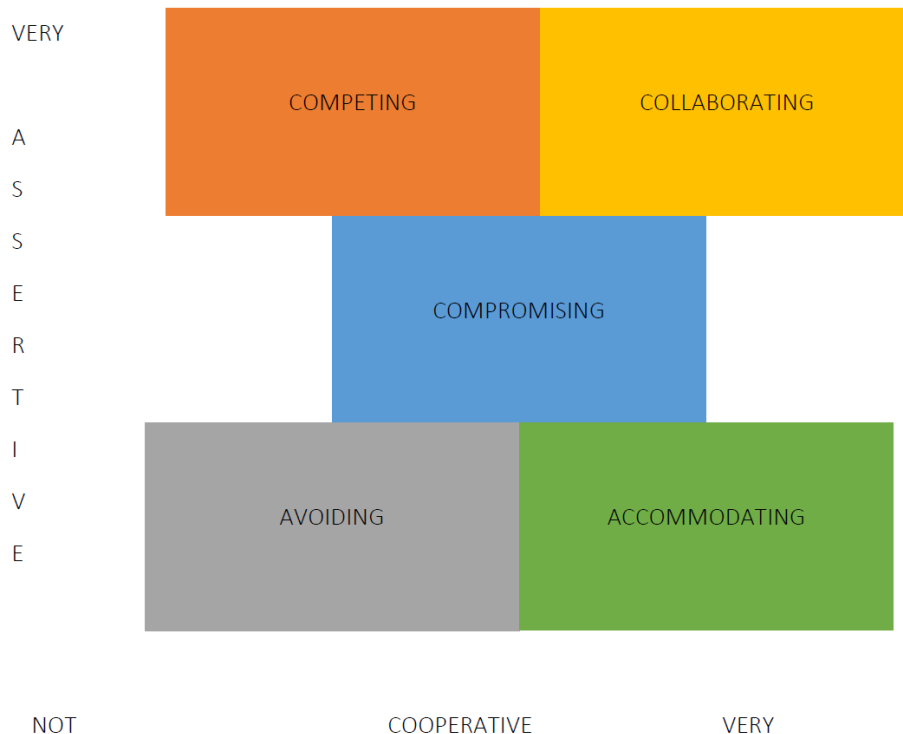 VERY
COMPETING COLLABORATING
A
S
S
E
COMPROMISING
R
T
I
V
AVOIDING ACCOMMODATING
E
NOT COOPERATIVE VERY